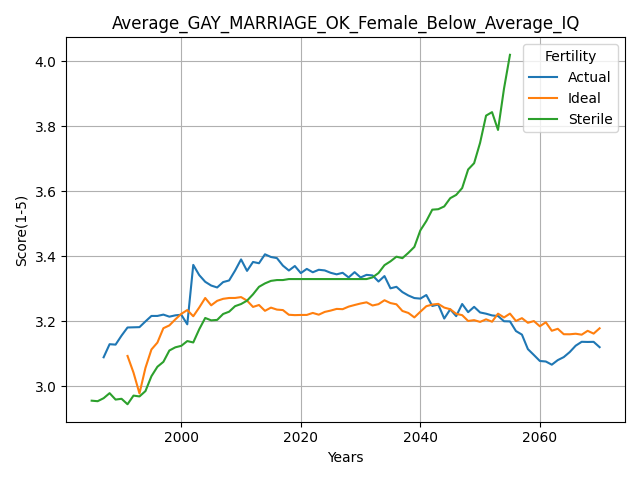 Average_GAY_MARRIAGE_OK_Female_Below_Average_IQ
Fertility
Actual
Ideal
Sterile
Score(1-5)
4.0
3.8
3.6
3.4
3.2
3.0
2000
2020
2040
2060
Years